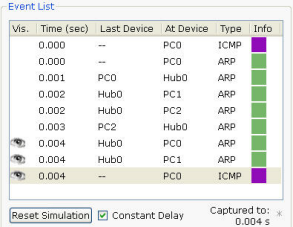 Event List
Vis. Time (sec) Last Device At Device Type Info
0.000 -- PC0 ICMP
0.000 -- PC0 ARP
0.001 PC0 Hub0 ARP
0.002 Hub0 PC1 ARP
0.002 Hub0 PC2 ARP
0.003 PC2 Hub0 ARP
0.004 Hub0 PC0 ARP
0.004 Hub0 PC1 ARP
0.004 -- PC0 ICMP
Reset Simulation Constant Delay Captured to: *
0.004 s